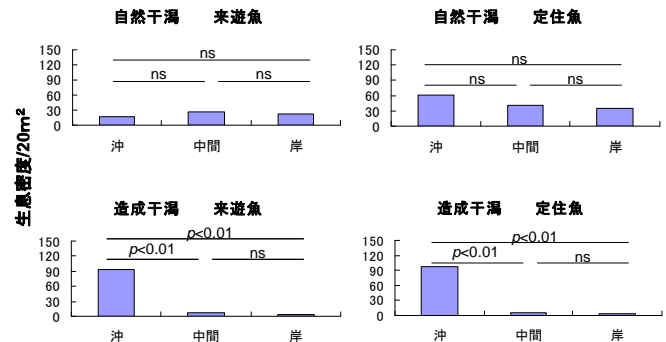 自然干潟 来遊魚
150
120
90
60
30
0
ns
ns
ns
沖 中間 岸
自然干潟 定住魚
150
120
90
60
30
0
ns
ns
ns
沖 中間 岸
生息密度/20m²
造成干潟 来遊魚
150
120
90
60
30
0
p<0.01
p<0.01
ns
沖 中間 岸
造成干潟 定住魚
150
120
90
60
30
0
p<0.01
p<0.01
ns
沖 中間 岸